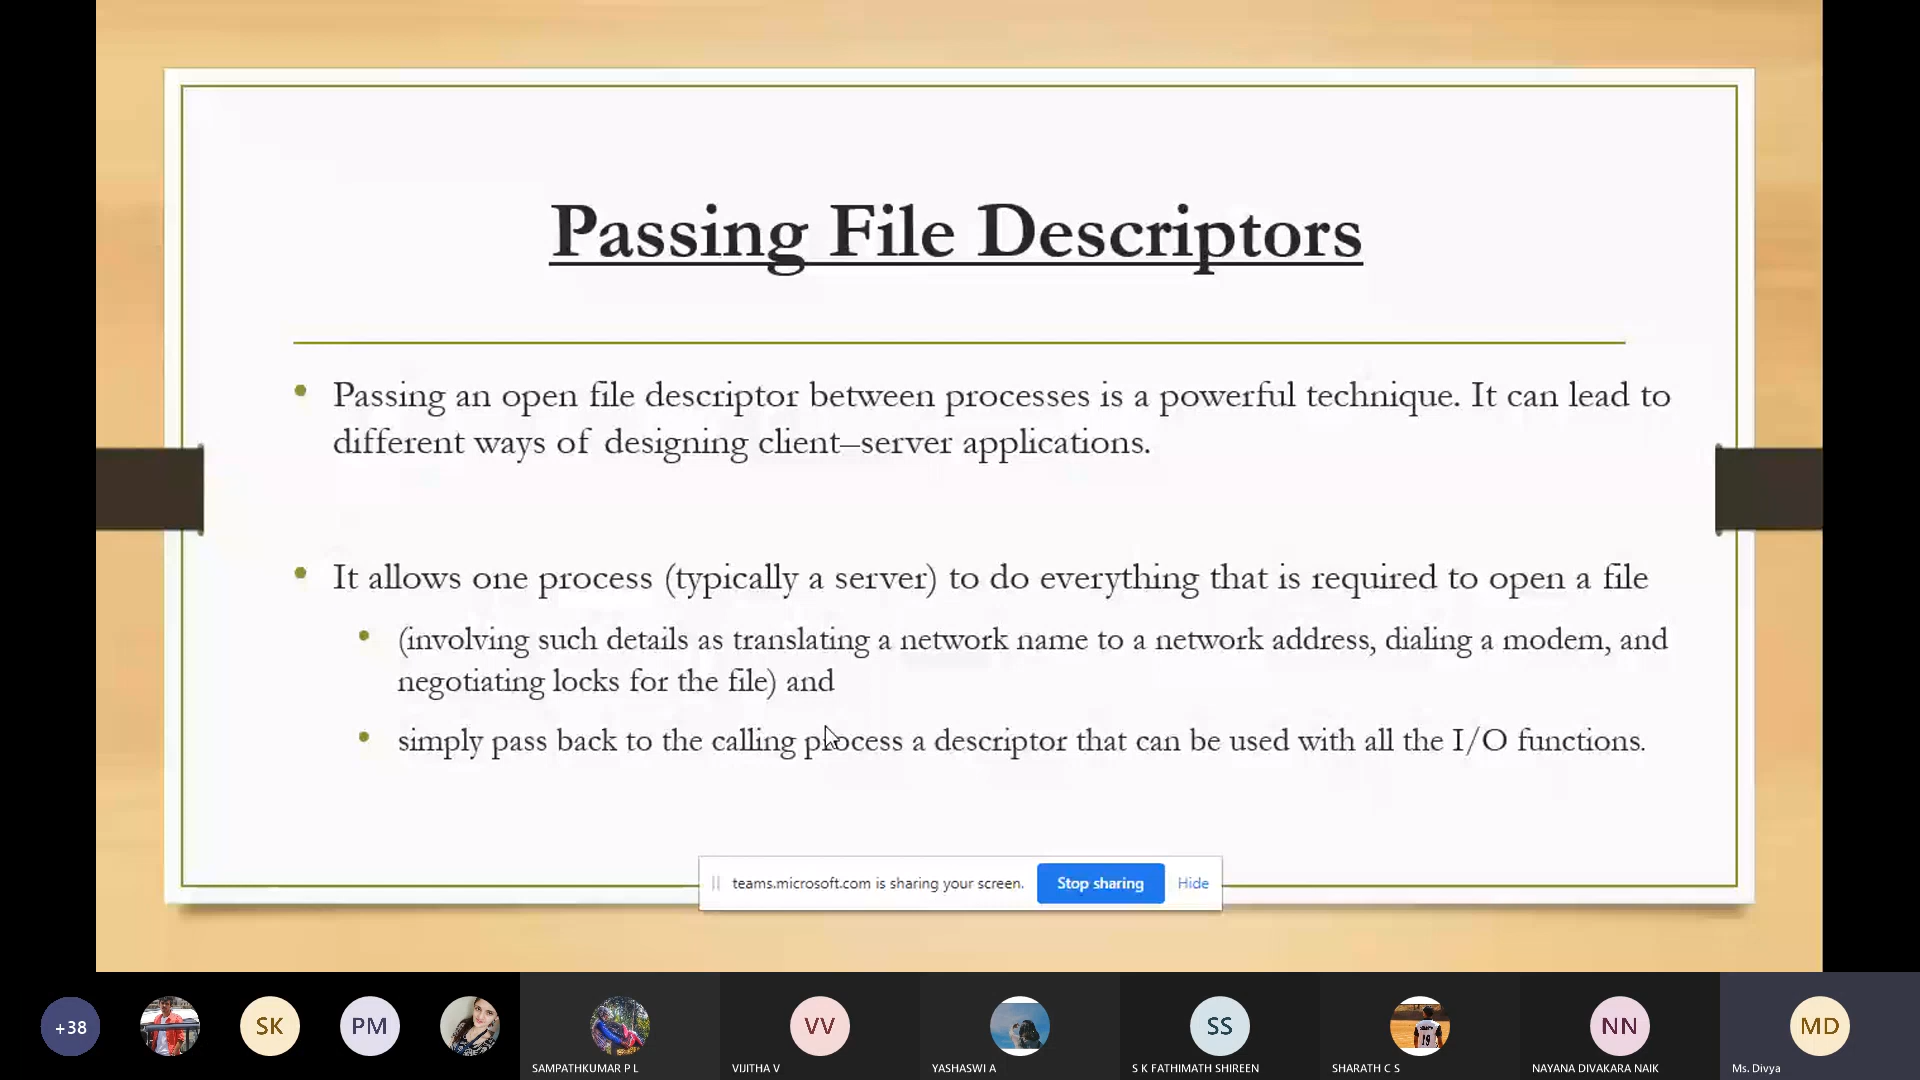 Passing File Descriptors
Passing an open file descriptor between processes is a powerful technique. It can lead to
different ways of designing client–server applications.
It allows one process (typically a server) to do everything that is required to open a file
(involving such details as translating a network name to a network address, dialing a modem, and
negotiating locks for the file) and
simply pass back to the calling process a descriptor that can be used with all the I/O functions.
teams.microsoft.com is sharing your screen. Stop sharing Hide
+38 SK PM VV SS 19 NN MD
SAMPATHKUMAR P L VIJITHA V YASHASWI A S K FATHIMATH SHIREEN SHARATH C S NAYANA DIVAKARA NAIK Ms. Divya